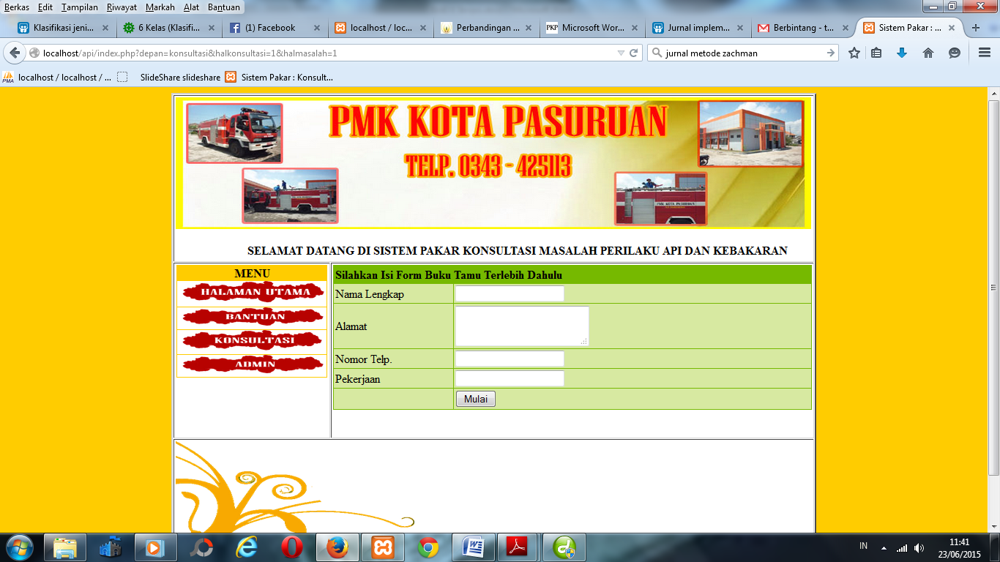 Berkas Edit Tampilan Riwayat Markah Alat Bantuan
Klasifikasi jeni...
6 Kelas (Klasifi...
(1) Facebook
localhost / loc...
Perbandingan ...
PKP Microsoft Wor...
Jurnal implem...
Berbintang - t...
Sistem Pakar : ...
localhost/api/index.php?depan=konsultasi&halkonsultasi=1&halmasalah=1
jurnal metode zachman
PMA localhost / localhost / ...
SlideShare slideshare
Sistem Pakar : Konsult...
PMK KOTA PASURUAN
TELP. 0343 - 425113
PMK KOTA PASURUAN
SELAMAT DATANG DI SISTEM PAKAR KONSULTASI MASALAH PERILAKU API DAN KEBAKARAN
MENU
HALAMAN UTAMA
BANTUAN
KONSULTASI
ADMIN
Silahkan Isi Form Buku Tamu Terlebih Dahulu
Nama Lengkap
Alamat
Nomor Telp.
Pekerjaan
Mulai
IN
11:41
23/06/2015